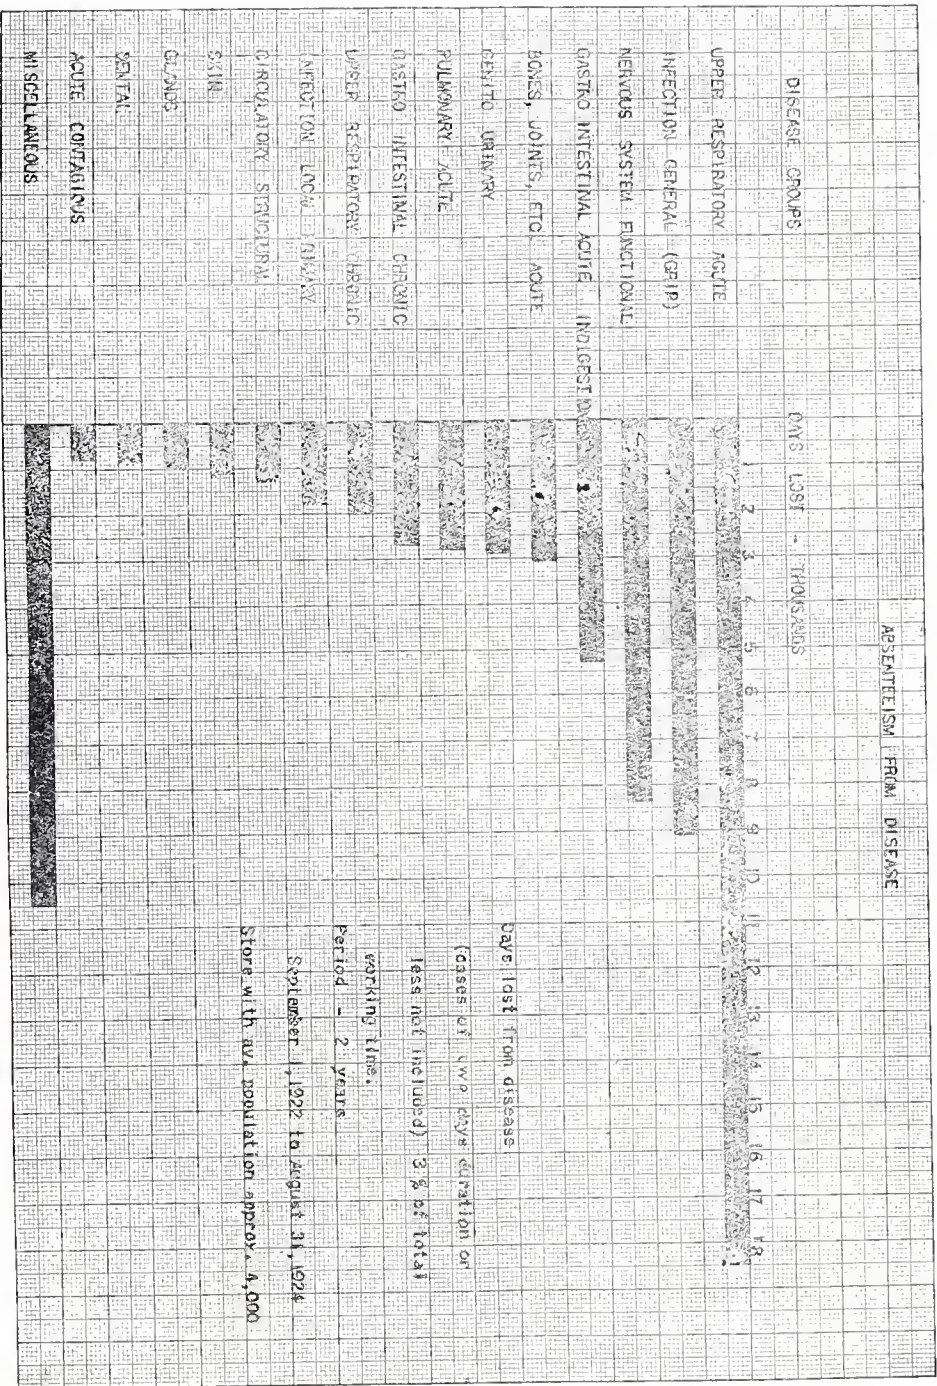 ABSENTEEISM FROM DISEASE
DISEASE GROUPS DAYS LOST - THOUSANDS
1 2 3 4 5 6 7 8 9 10 11 12 13 14 15 16 17 18
UPPER RESPIRATORY ACUTE
INFECTION GENERAL (GRIP)
NERVOUS SYSTEM FUNCTIONAL
GASTRO INTESTINAL ACUTE (INDIGESTION
BONES, JOINTS, ETC. ACUTE
GENITO URINARY
PULMONARY ACUTE
GASTRO INTESTINAL CHRONIC
UPPER RESPIRATORY CHRONIC
INFECTION LOCAL PRIMARY
CIRCULATORY STRUCTURAL
SKIN
GLANDS
DENTAL
ACUTE CONTAGIOUS
MISCELLANEOUS
Days lost from disease
(cases of two days duration or
less not included) 3 % of total
working time.
Period - 2 years
September 1, 1922 to August 31, 1924
Store with av. population approx. 4,000